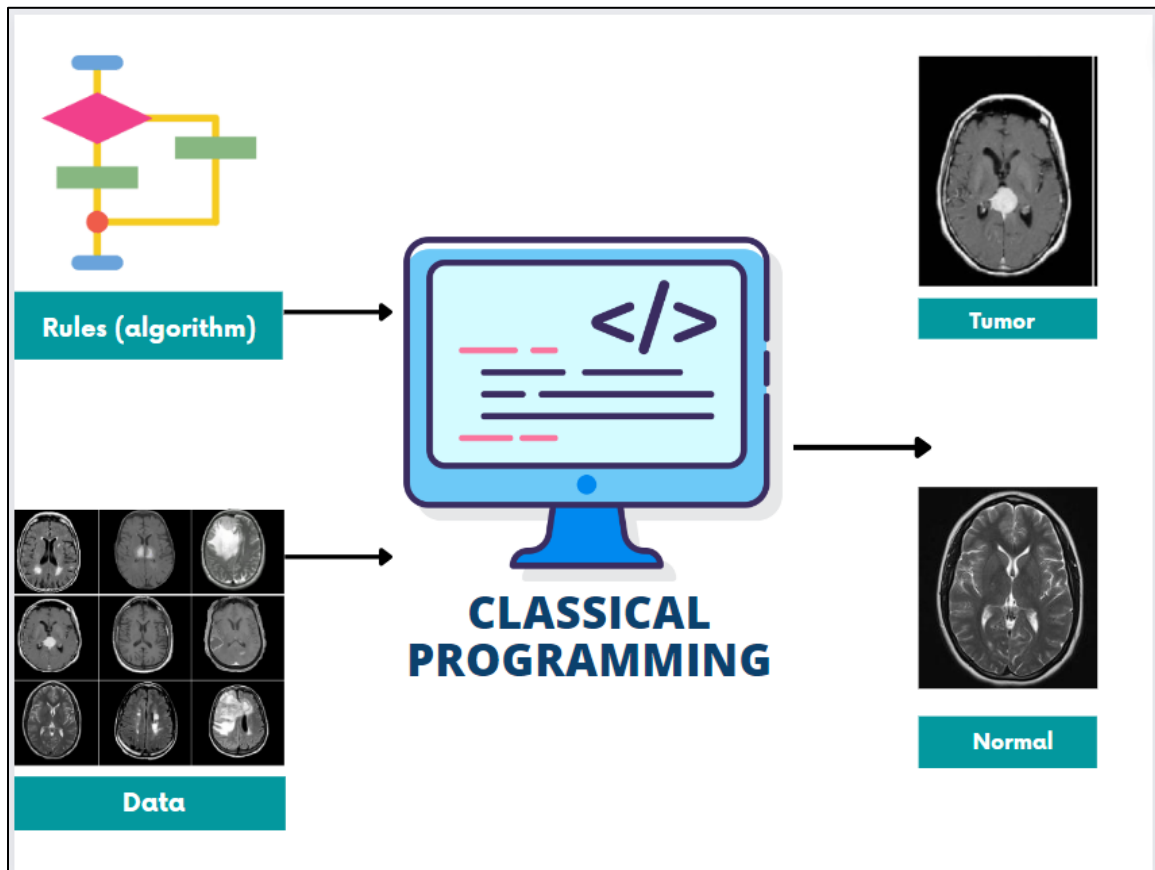 Rules (algorithm)
</>
Data
CLASSICAL
PROGRAMMING
Tumor
Normal